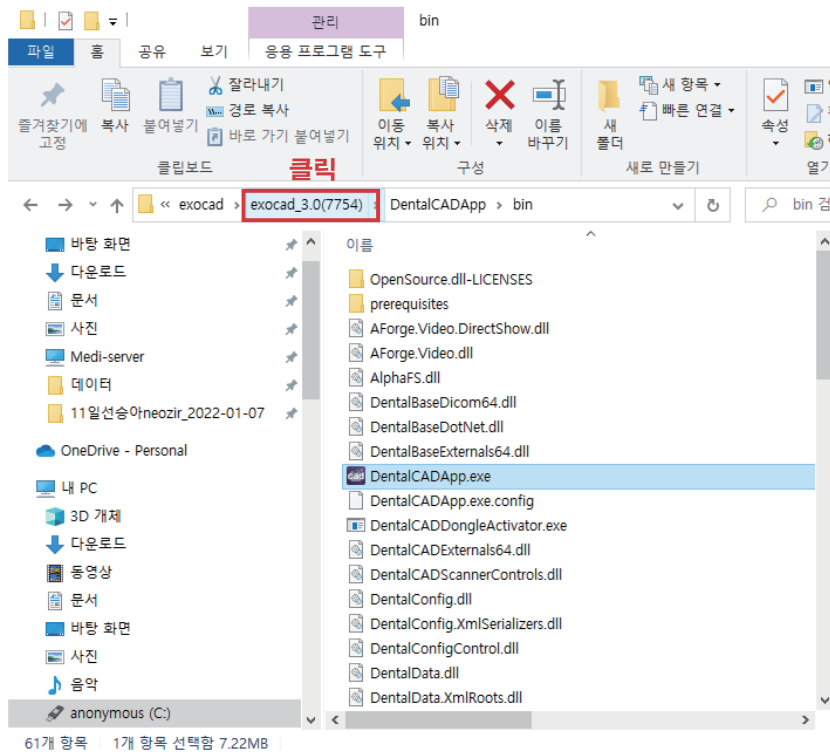 관리
bin
파일
홈
공유
보기
응용 프로그램 도구
즐겨찾기에
고정
복사
붙여넣기
잘라내기
경로 복사
바로 가기 붙여넣기
클립보드
이동
위치
복사
위치
삭제
이름
바꾸기
구성
새
폴더
새 항목
빠른 연결
새로 만들기
속성
열기
클릭
« exocad > exocad_3.0(7754) > DentalCADApp > bin
bin 검
바탕 화면
다운로드
문서
사진
Medi-server
데이터
11일선승아neozir_2022-01-07
OneDrive - Personal
내 PC
3D 개체
다운로드
동영상
문서
바탕 화면
사진
음악
anonymous (C:)
이름
OpenSource.dll-LICENSES
prerequisites
AForge.Video.DirectShow.dll
AForge.Video.dll
AlphaFS.dll
DentalBaseDicom64.dll
DentalBaseDotNet.dll
DentalBaseExternals64.dll
DentalCADApp.exe
DentalCADApp.exe.config
DentalCADDongleActivator.exe
DentalCADExternals64.dll
DentalCADScannerControls.dll
DentalConfig.dll
DentalConfig.XmlSerializers.dll
DentalConfigControl.dll
DentalData.dll
DentalData.XmlRoots.dll
61개 항목
1개 항목 선택함 7.22MB